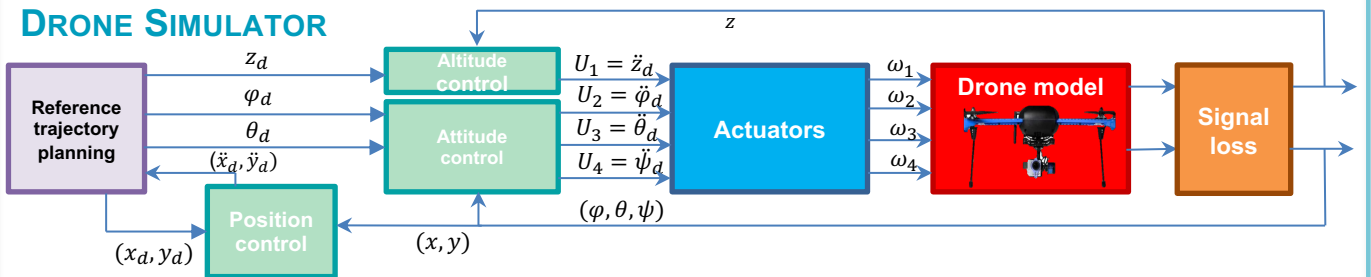 DRONE SIMULATOR
z
z_d
φ_d
θ_d
(ẍ_d, ÿ_d)
Reference
trajectory
planning
(x_d, y_d)
Position
control
Altitude
control
Attitude
control
U_1 = z̈_d
U_2 = φ̈_d
U_3 = θ̈_d
U_4 = ψ̈_d
Actuators
ω_1
ω_2
ω_3
ω_4
Drone model
Signal
loss
(φ, θ, ψ)
(x, y)